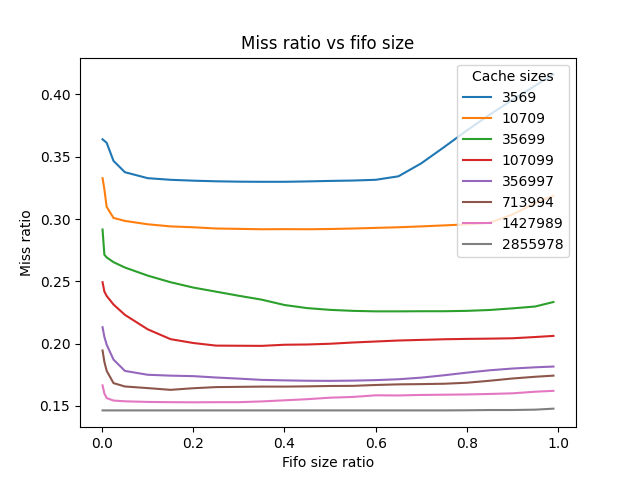 Miss ratio vs fifo size
Cache sizes
3569
10709
35699
107099
356997
713994
1427989
2855978
0.40
0.35
0.30
0.25
0.20
0.15
Miss ratio
0.0 0.2 0.4 0.6 0.8 1.0
Fifo size ratio